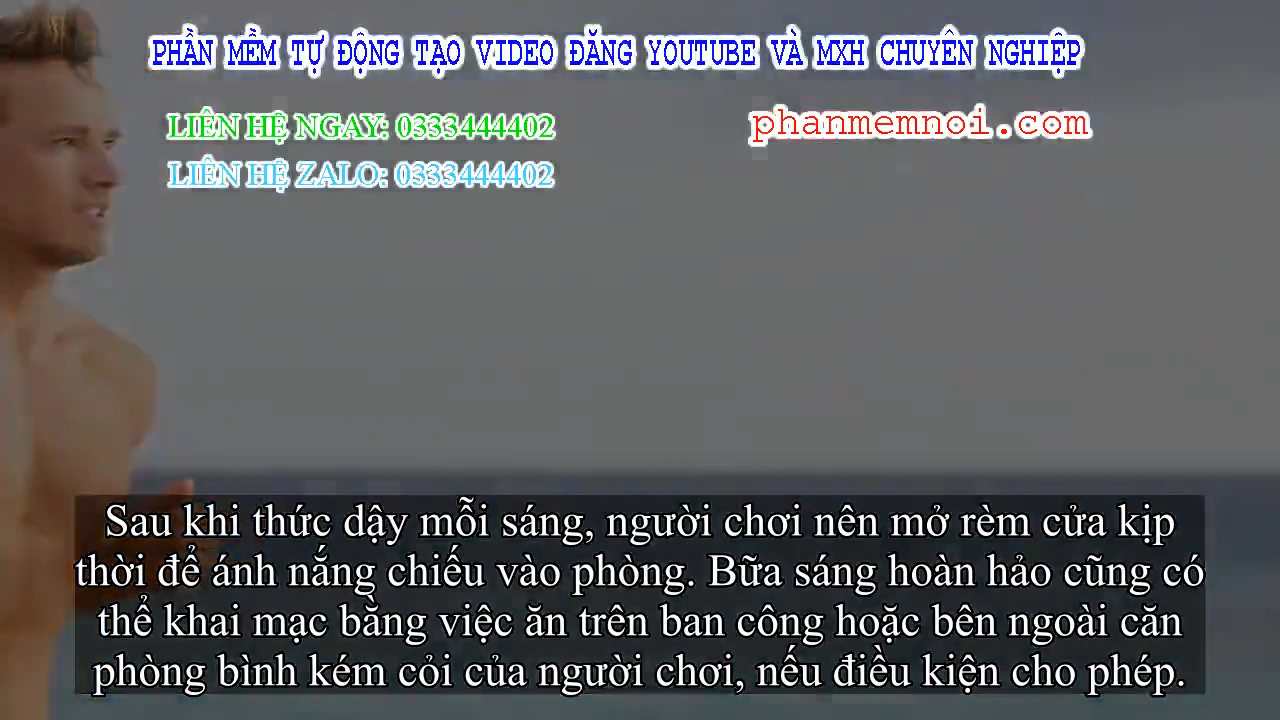 PHẦN MỀM TỰ ĐỘNG TẠO VIDEO ĐĂNG YOUTUBE VÀ MXH CHUYÊN NGHIỆP
LIÊN HỆ NGAY: 0333444402
phanmemnoi.com
LIÊN HỆ ZALO: 0333444402
Sau khi thức dậy mỗi sáng, người chơi nên mở rèm cửa kịp
thời để ánh nắng chiếu vào phòng. Bữa sáng hoàn hảo cũng có
thể khai mạc bằng việc ăn trên ban công hoặc bên ngoài căn
phòng bình kém cỏi của người chơi, nếu điều kiện cho phép.